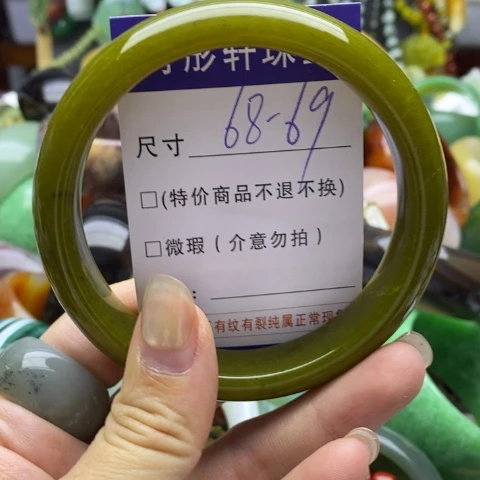 彤轩珠
尺寸 68-69
□(特价商品不退不换)
□微瑕（介意勿拍）
:
有纹有裂纯属正常现